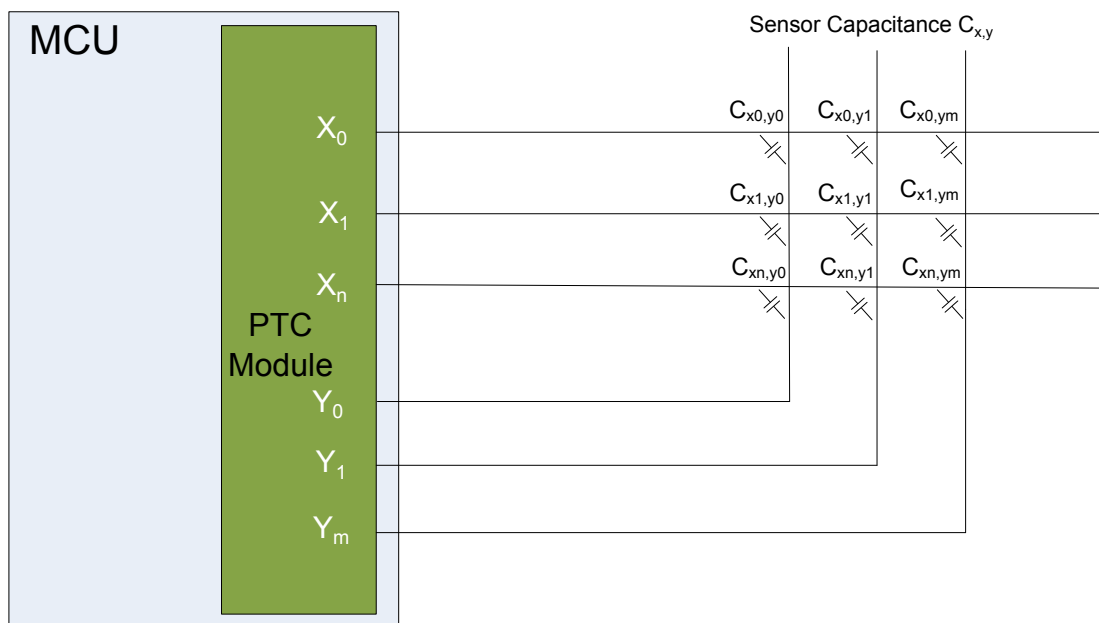 MCU
Sensor Capacitance Cx,y
X0
Cx0,y0 Cx0,y1 Cx0,ym
X1
Cx1,y0 Cx1,y1 Cx1,ym
Xn
Cxn,y0 Cxn,y1 Cxn,ym
PTC
Module
Y0
Y1
Ym